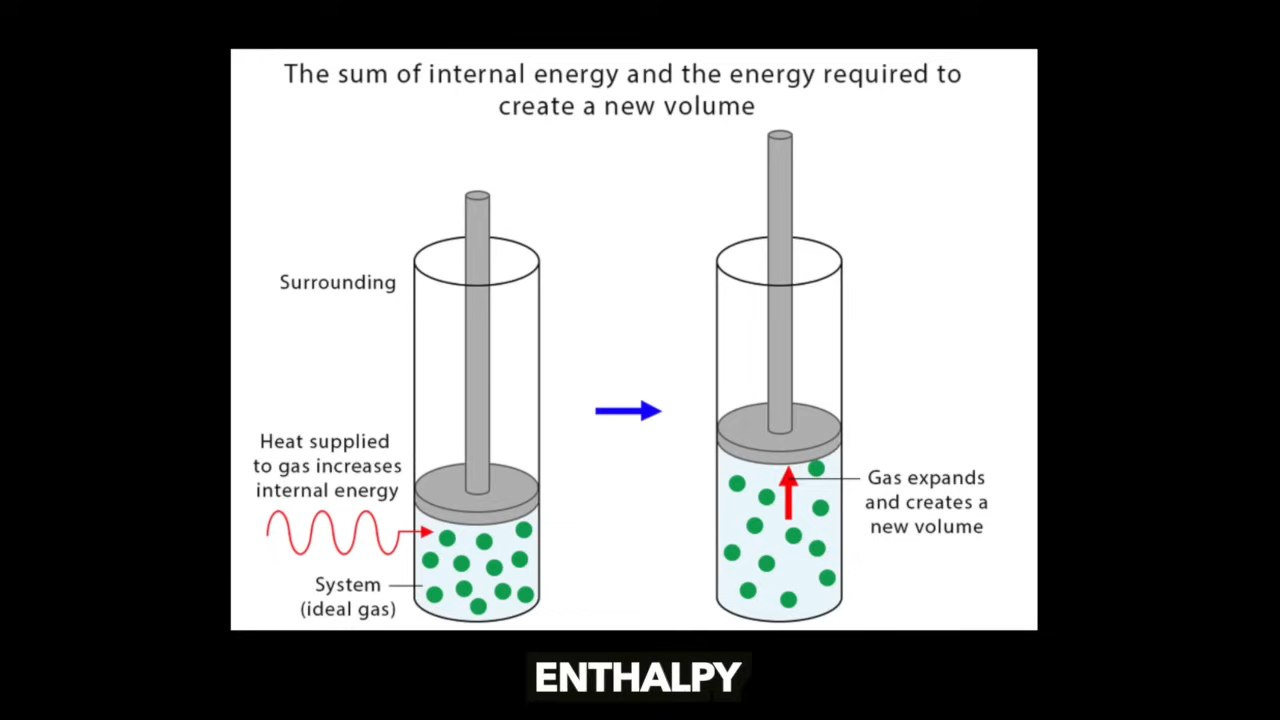 The sum of internal energy and the energy required to
create a new volume
Surrounding
Heat supplied
to gas increases
internal energy
System
(ideal gas)
Gas expands
and creates a
new volume
ENTHALPY